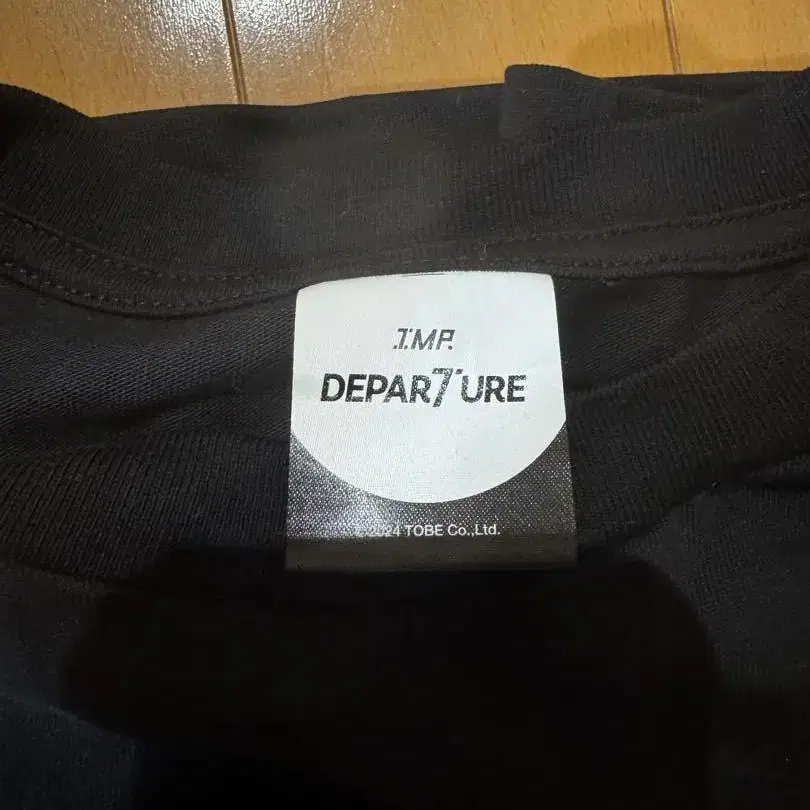 IMP.
DEPAR7URE
©2024 TOBE Co.,Ltd.